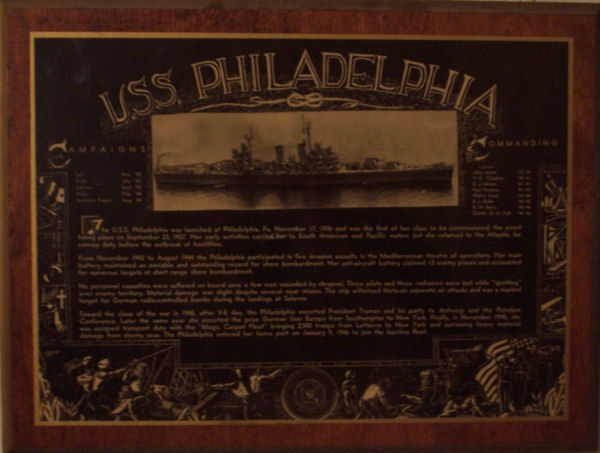 USS. PHILADELPHIA
CAMPAIGNS
COMMANDING
The U.S.S. Philadelphia was launched at Philadelphia, Pa. November 17, 1936 and was the first of her class to be commissioned, the event
taking place on September 23, 1937. Her early activities carried her to South American and Pacific waters but she returned to the Atlantic for
convoy duty before the outbreak of hostilities.
From November 1942 to August 1944 the Philadelphia participated in five invasion assaults in the Mediterranean theatre of operations. Her main
battery maintained an enviable and outstanding record for shore bombardment. Her anti-aircraft battery claimed 12 enemy planes and accounted
for numerous targets at short range shore bombardment.
No personnel casualties were suffered on board save a few men wounded by shrapnel. Three pilots and three radiomen were lost while "spotting"
over enemy territory. Material damage was slight despite several near misses. The ship withstood separate air attacks and was a marked
target for German radio-controlled bombs during the landings at Salerno.
Toward the close of the war in 1945, after V-E day, the Philadelphia escorted President Truman and his party to Antwerp and the Potsdam
Conference. Later in the year she escorted the prize German liner Europa from Southampton to New York. Finally, in November 1945, she
was assigned transport duty with the "Magic Carpet Fleet" bringing 2300 troops from LeHavre to New York and sustaining heavy material
damage from stormy seas. The Philadelphia entered her home port on January 9, 1946 to join the Inactive Fleet.